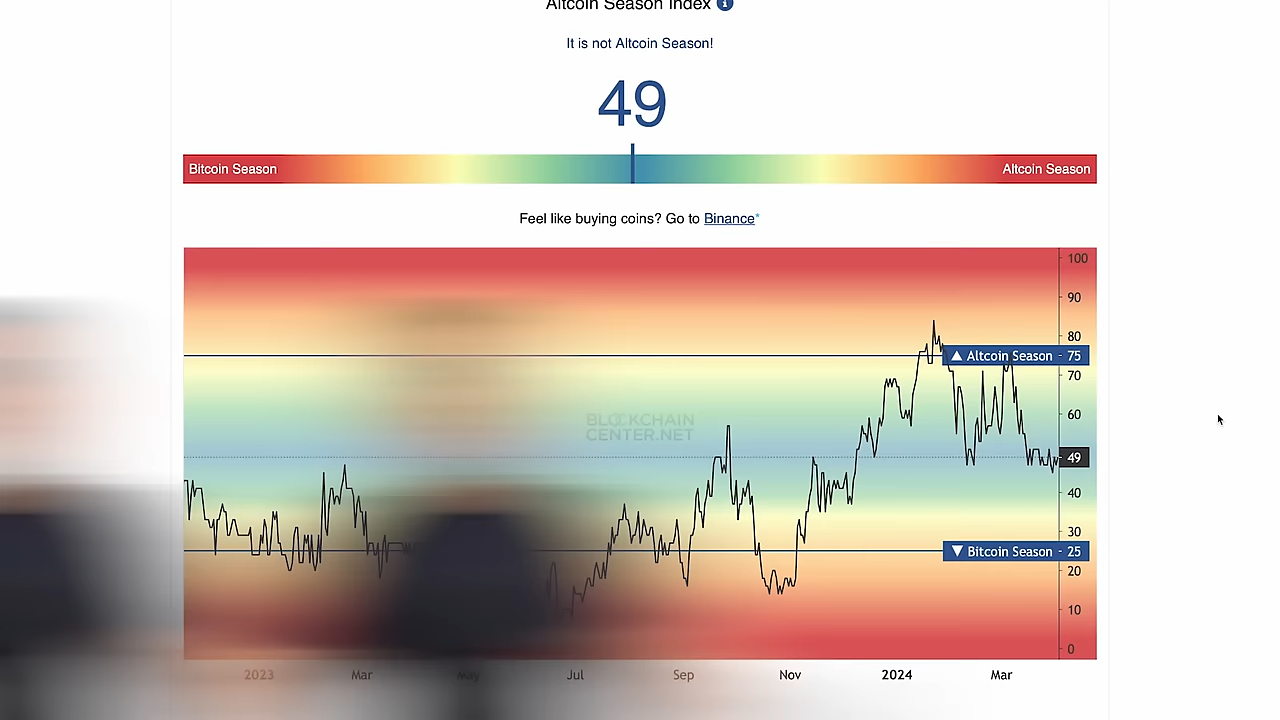 Altcoin Season Index
It is not Altcoin Season!
49
Bitcoin Season
Altcoin Season
Feel like buying coins? Go to Binance*
100
90
80
▲ Altcoin Season - 75
70
60
BLOCKCHAIN
CENTER.NET
49
40
30
▼ Bitcoin Season - 25
20
10
0
2023 Mar May Jul Sep Nov 2024 Mar